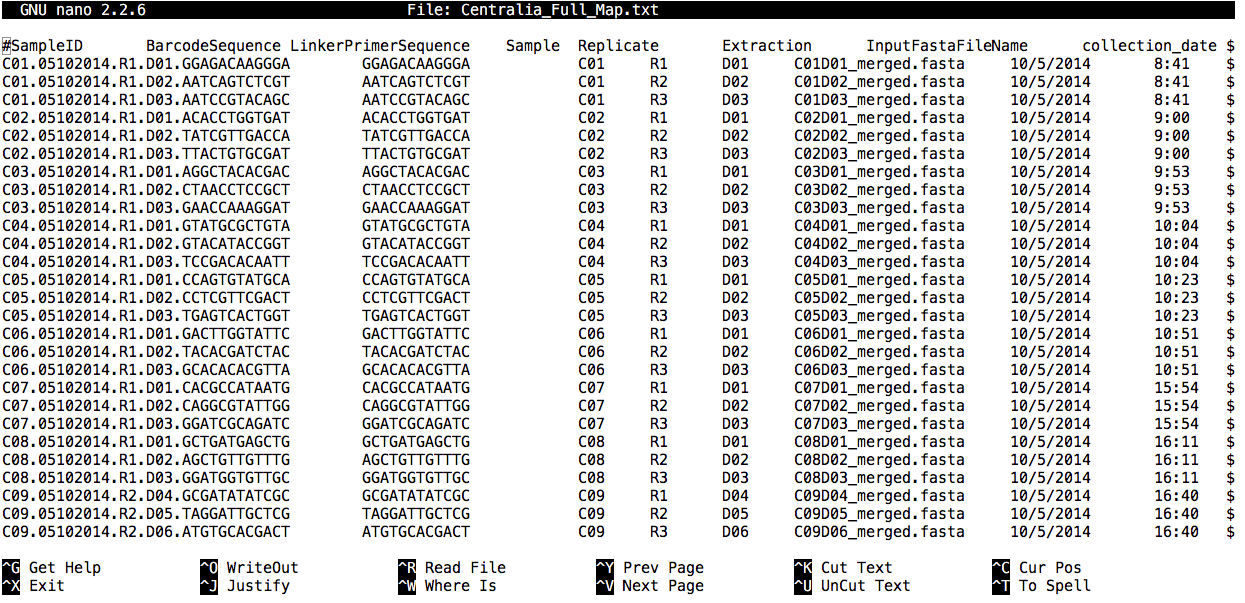 GNU nano 2.2.6 File: Centralia_Full_Map.txt
#SampleID BarcodeSequence LinkerPrimerSequence Sample Replicate Extraction InputFastaFileName collection_date $
C01.05102014.R1.D01.GGAGACAAGGGA GGAGACAAGGGA C01 R1 D01 C01D01_merged.fasta 10/5/2014 8:41 $
C01.05102014.R1.D02.AATCAGTCTCGT AATCAGTCTCGT C01 R2 D02 C01D02_merged.fasta 10/5/2014 8:41 $
C01.05102014.R1.D03.AATCCGTACAGC AATCCGTACAGC C01 R3 D03 C01D03_merged.fasta 10/5/2014 8:41 $
C02.05102014.R1.D01.ACACCTGGTGAT ACACCTGGTGAT C02 R1 D01 C02D01_merged.fasta 10/5/2014 9:00 $
C02.05102014.R1.D02.TATCGTTGACCA TATCGTTGACCA C02 R2 D02 C02D02_merged.fasta 10/5/2014 9:00 $
C02.05102014.R1.D03.TTACTGTGCGAT TTACTGTGCGAT C02 R3 D03 C02D03_merged.fasta 10/5/2014 9:00 $
C03.05102014.R1.D01.AGGCTACACGAC AGGCTACACGAC C03 R1 D01 C03D01_merged.fasta 10/5/2014 9:53 $
C03.05102014.R1.D02.CTAACCTCCGCT CTAACCTCCGCT C03 R2 D02 C03D02_merged.fasta 10/5/2014 9:53 $
C03.05102014.R1.D03.GAACCAAAGGAT GAACCAAAGGAT C03 R3 D03 C03D03_merged.fasta 10/5/2014 9:53 $
C04.05102014.R1.D01.GTATGCGCTGTA GTATGCGCTGTA C04 R1 D01 C04D01_merged.fasta 10/5/2014 10:04 $
C04.05102014.R1.D02.GTACATACCGGT GTACATACCGGT C04 R2 D02 C04D02_merged.fasta 10/5/2014 10:04 $
C04.05102014.R1.D03.TCCGACACAATT TCCGACACAATT C04 R3 D03 C04D03_merged.fasta 10/5/2014 10:04 $
C05.05102014.R1.D01.CCAGTGTATGCA CCAGTGTATGCA C05 R1 D01 C05D01_merged.fasta 10/5/2014 10:23 $
C05.05102014.R1.D02.CCTCGTTCGACT CCTCGTTCGACT C05 R2 D02 C05D02_merged.fasta 10/5/2014 10:23 $
C05.05102014.R1.D03.TGAGTCACTGGT TGAGTCACTGGT C05 R3 D03 C05D03_merged.fasta 10/5/2014 10:23 $
C06.05102014.R1.D01.GACTTGGTATTC GACTTGGTATTC C06 R1 D01 C06D01_merged.fasta 10/5/2014 10:51 $
C06.05102014.R1.D02.TACACGATCTAC TACACGATCTAC C06 R2 D02 C06D02_merged.fasta 10/5/2014 10:51 $
C06.05102014.R1.D03.GCACACACGTTA GCACACACGTTA C06 R3 D03 C06D03_merged.fasta 10/5/2014 10:51 $
C07.05102014.R1.D01.CACGCCATAATG CACGCCATAATG C07 R1 D01 C07D01_merged.fasta 10/5/2014 15:54 $
C07.05102014.R1.D02.CAGGCGTATTGG CAGGCGTATTGG C07 R2 D02 C07D02_merged.fasta 10/5/2014 15:54 $
C07.05102014.R1.D03.GGATCGCAGATC GGATCGCAGATC C07 R3 D03 C07D03_merged.fasta 10/5/2014 15:54 $
C08.05102014.R1.D01.GCTGATGAGCTG GCTGATGAGCTG C08 R1 D01 C08D01_merged.fasta 10/5/2014 16:11 $
C08.05102014.R1.D02.AGCTGTTGTTTG AGCTGTTGTTTG C08 R2 D02 C08D02_merged.fasta 10/5/2014 16:11 $
C08.05102014.R1.D03.GGATGGTGTTGC GGATGGTGTTGC C08 R3 D03 C08D03_merged.fasta 10/5/2014 16:11 $
C09.05102014.R2.D04.GCGATATATCGC GCGATATATCGC C09 R1 D04 C09D04_merged.fasta 10/5/2014 16:40 $
C09.05102014.R2.D05.TAGGATTGCTCG TAGGATTGCTCG C09 R2 D05 C09D05_merged.fasta 10/5/2014 16:40 $
C09.05102014.R2.D06.ATGTGCACGACT ATGTGCACGACT C09 R3 D06 C09D06_merged.fasta 10/5/2014 16:40 $
^G Get Help ^O WriteOut ^R Read File ^Y Prev Page ^K Cut Text ^C Cur Pos
^X Exit ^J Justify ^W Where Is ^V Next Page ^U UnCut Text ^T To Spell